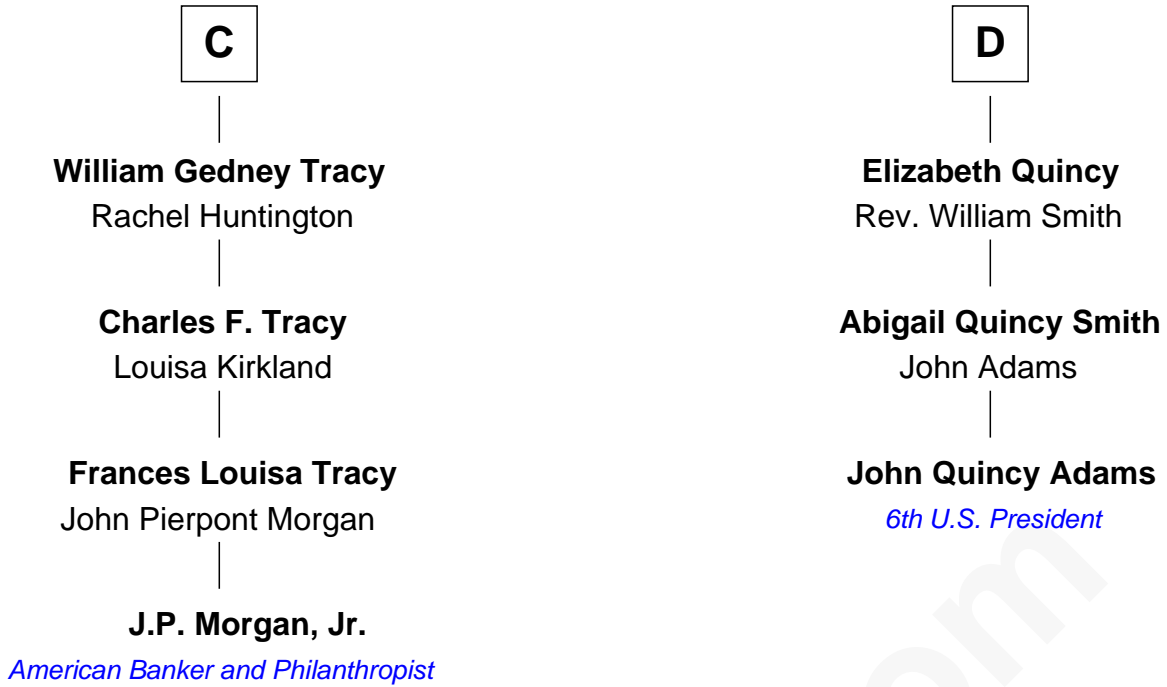 C
William Gedney Tracy
Rachel Huntington
Charles F. Tracy
Louisa Kirkland
Frances Louisa Tracy
John Pierpont Morgan
J.P. Morgan, Jr.
American Banker and Philanthropist
D
Elizabeth Quincy
Rev. William Smith
Abigail Quincy Smith
John Adams
John Quincy Adams
6th U.S. President
om